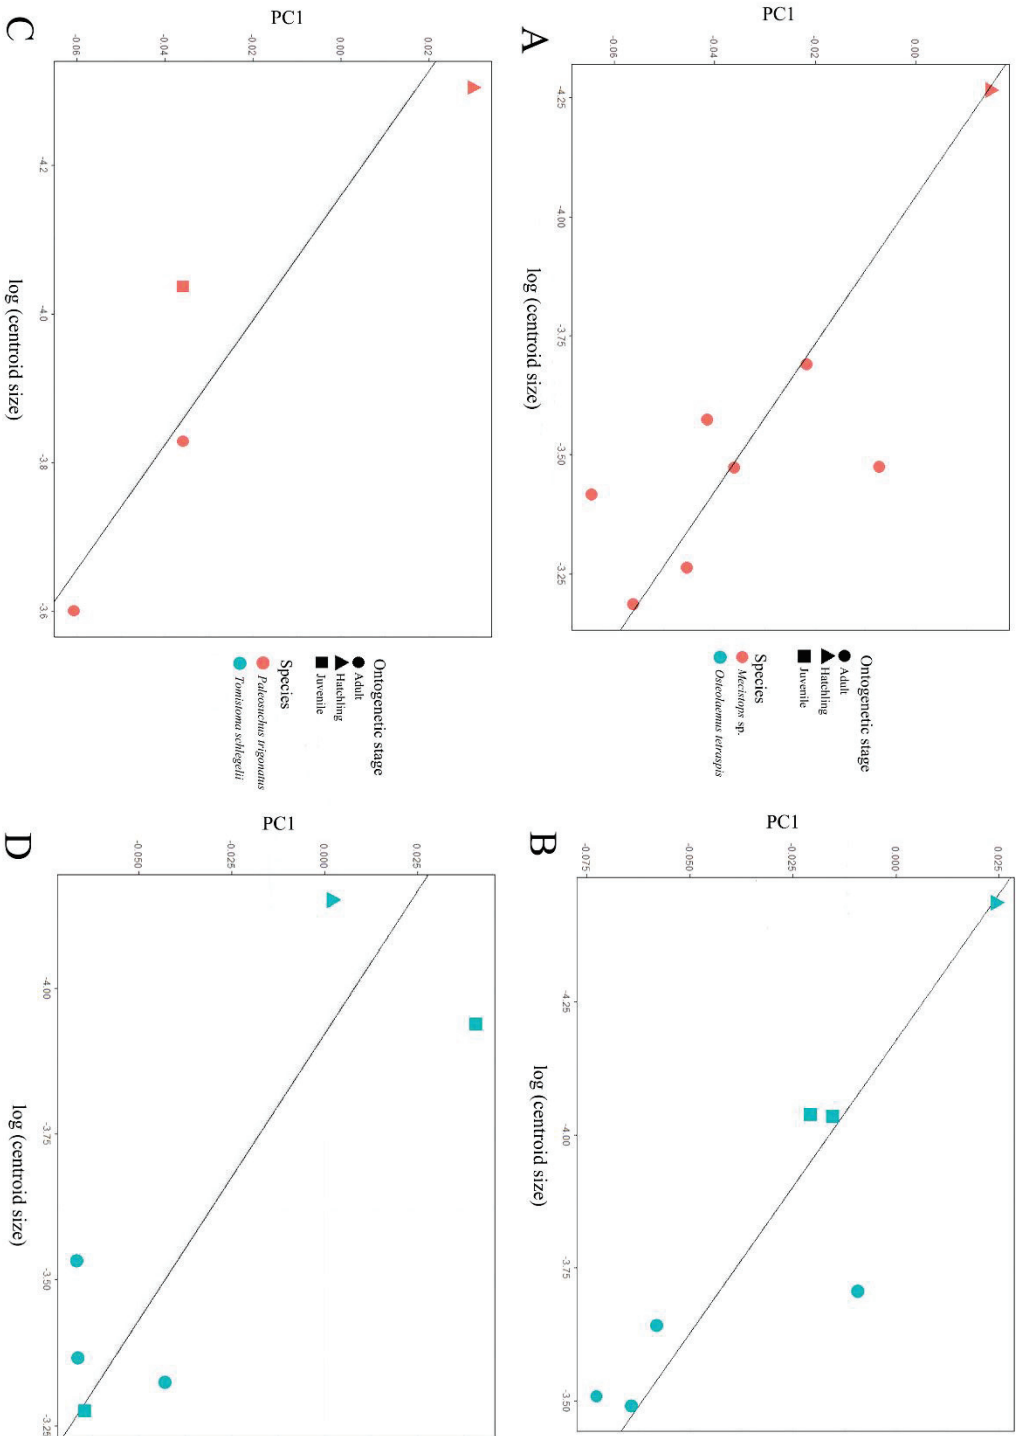 A
PC1
0.00
-0.02
-0.04
-0.06
-4.25
-4.00
-3.75
-3.50
-3.25
log (centroid size)
Ontogenetic stage
Adult
Hatchling
Juvenile
Species
Mecistops sp.
Osteolaemus tetraspis
B
PC1
0.025
0.000
-0.025
-0.050
-0.075
-4.25
-4.00
-3.75
-3.50
log (centroid size)
C
PC1
0.02
0.00
-0.02
-0.04
-0.06
-4.2
-4.0
-3.8
-3.6
log (centroid size)
Ontogenetic stage
Adult
Hatchling
Juvenile
Species
Paleosuchus trigonatus
Tomistoma schlegelii
D
PC1
0.025
0.000
-0.025
-0.050
-4.00
-3.75
-3.50
-3.25
log (centroid size)